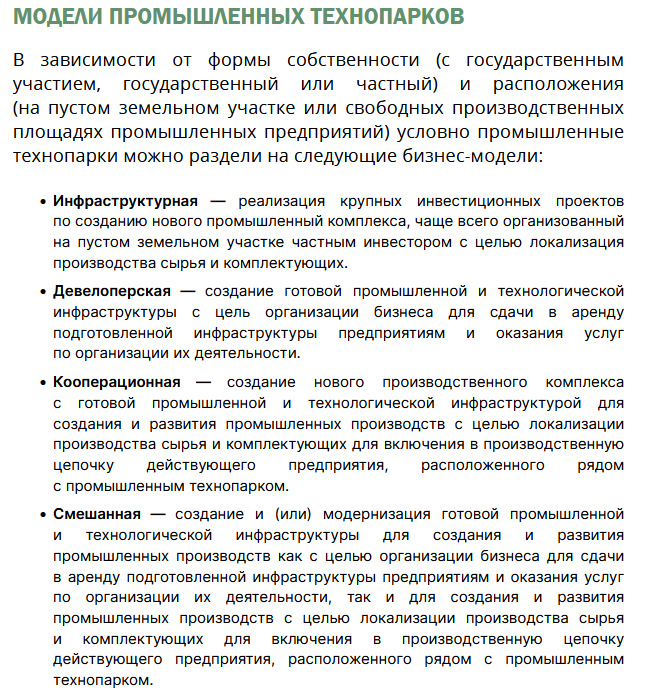 МОДЕЛИ ПРОМЫШЛЕННЫХ ТЕХНОПАРКОВ
В зависимости от формы собственности (с государственным
участием, государственный или частный) и расположения
(на пустом земельном участке или свободных производственных
площадях промышленных предприятий) условно промышленные
технопарки можно раздели на следующие бизнес-модели:
• Инфраструктурная — реализация крупных инвестиционных проектов
по созданию нового промышленный комплекса, чаще всего организованный
на пустом земельном участке частным инвестором с целью локализация
производства сырья и комплектующих.
• Девелоперская — создание готовой промышленной и технологической
инфраструктуры с цель организации бизнеса для сдачи в аренду
подготовленной инфраструктуры предприятиям и оказания услуг
по организации их деятельности.
• Кооперационная — создание нового производственного комплекса
с готовой промышленной и технологической инфраструктурой для
создания и развития промышленных производств с целью локализации
производства сырья и комплектующих для включения в производственную
цепочку действующего предприятия, расположенного рядом
с промышленным технопарком.
• Смешанная — создание и (или) модернизация готовой промышленной
и технологической инфраструктуры для создания и развития
промышленных производств как с целью организации бизнеса для сдачи
в аренду подготовленной инфраструктуры предприятиям и оказания услуг
по организации их деятельности, так и для создания и развития
промышленных производств с целью локализации производства сырья
и комплектующих для включения в производственную цепочку
действующего предприятия, расположенного рядом с промышленным
технопарком.